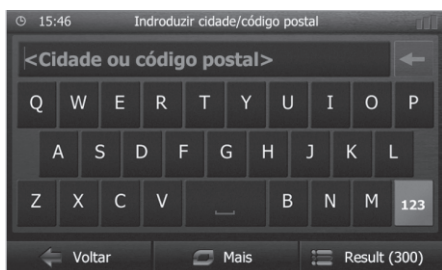 15:46 Indroduzir cidade/código postal
<Cidade ou código postal>
Q W E R T Y U I O P
A S D F G H J K L
Z X C V B N M 123
Voltar Mais Result (300)